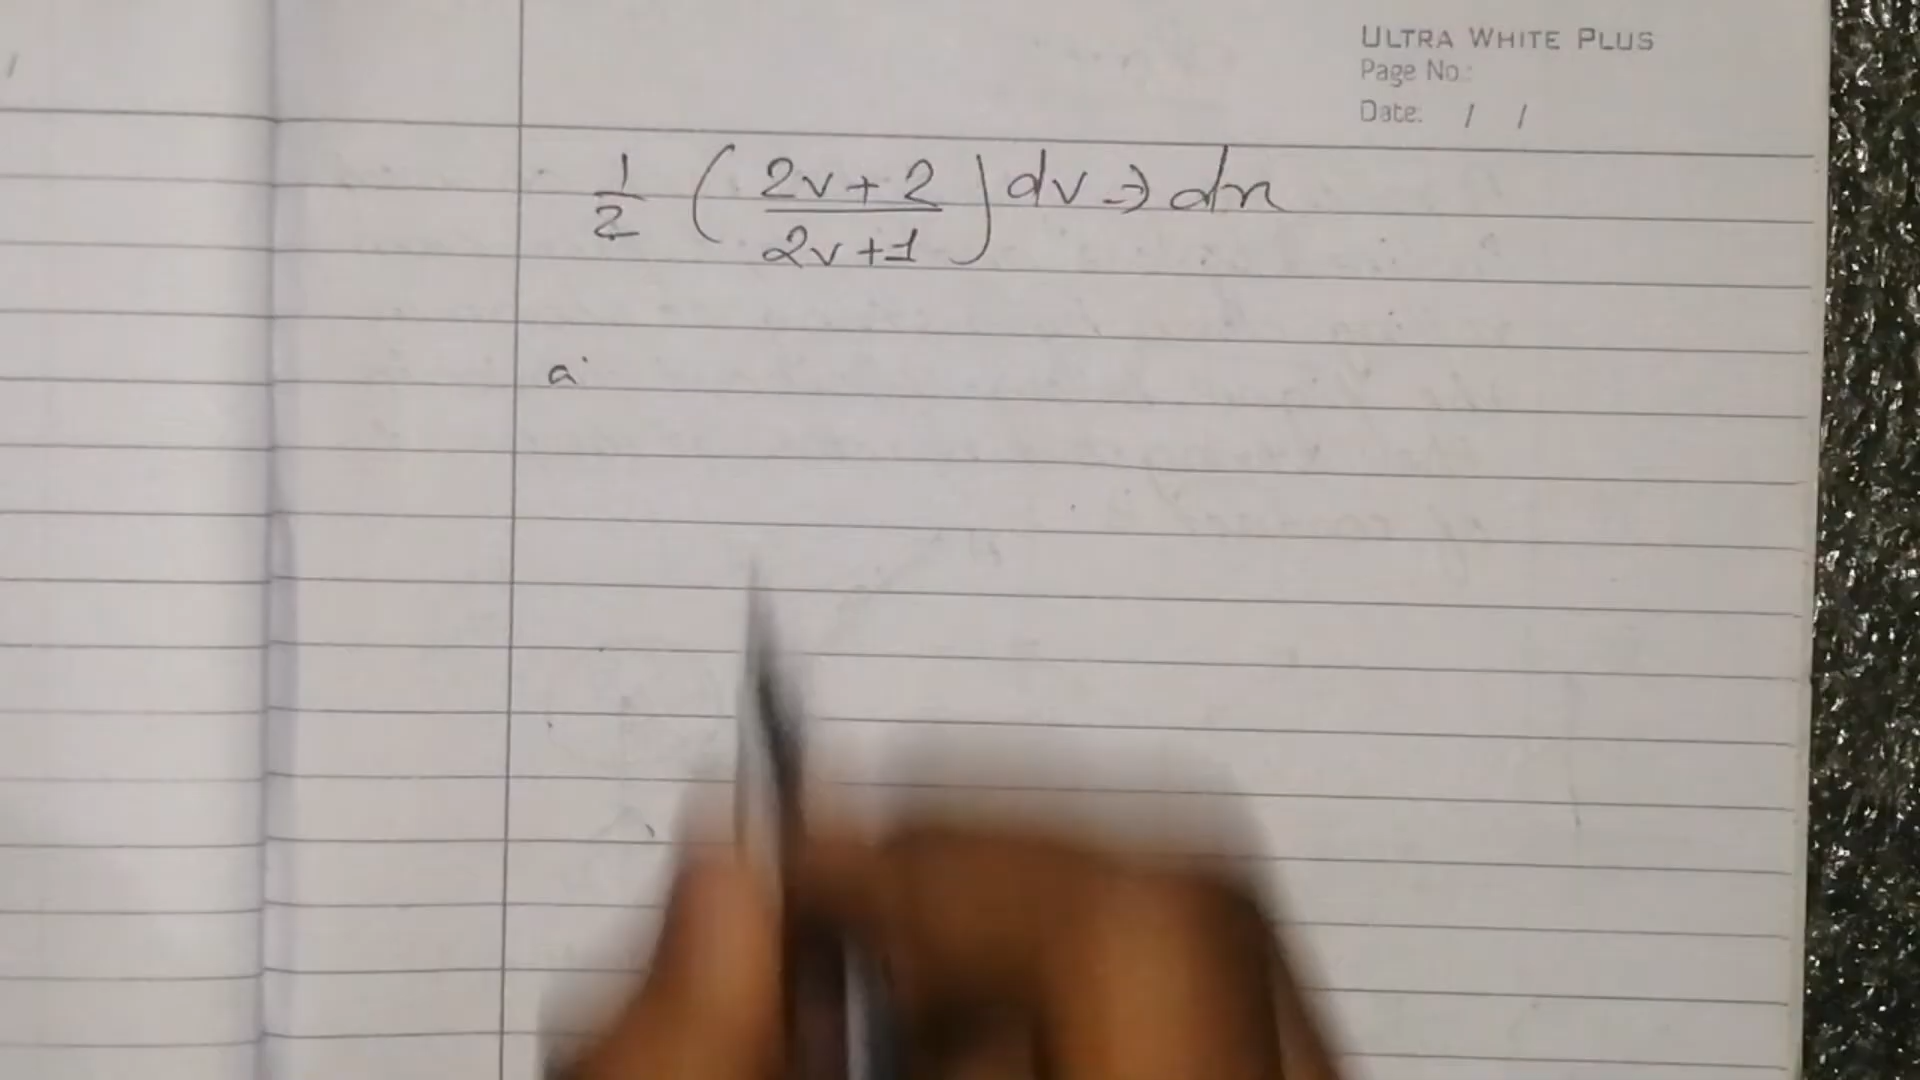 ULTRA WHITE PLUS
Page No.:
Date: / /
1/2 ( (2v+2)/(2v+1) ) dv ⇒ dx
a